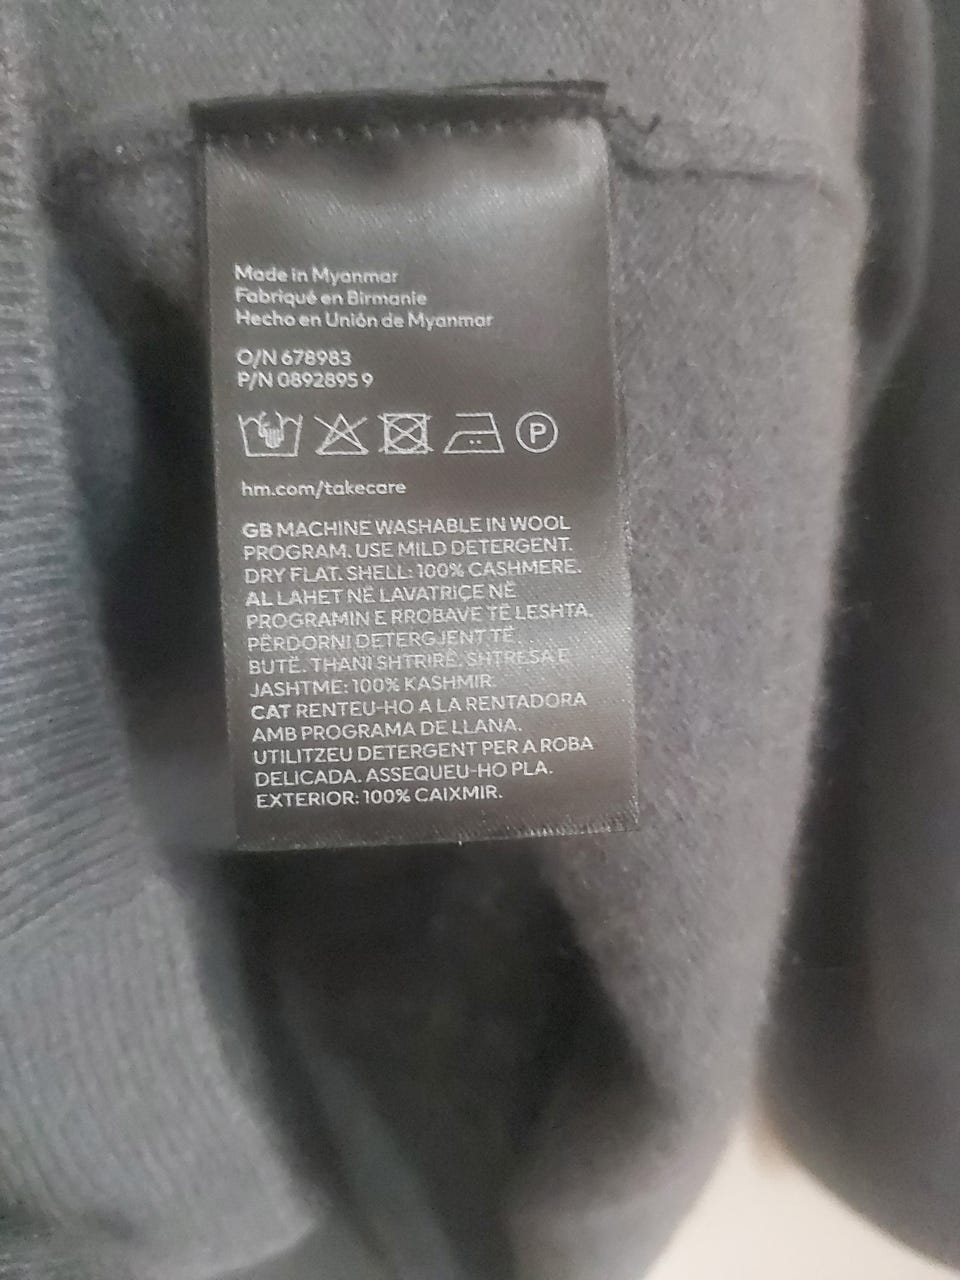 Made in Myanmar
Fabriqué en Birmanie
Hecho en Unión de Myanmar
O/N 678983
P/N 0892895 9
P
hm.com/takecare
GB MACHINE WASHABLE IN WOOL
PROGRAM. USE MILD DETERGENT.
DRY FLAT. SHELL: 100% CASHMERE.
AL LAHET NË LAVATRIÇE NË
PROGRAMIN E RROBAVE TË LESHTA.
PËRDORNI DETERGJENT TË
BUTË. THANI SHTRIRË. SHTRESA E
JASHTME: 100% KASHMIR.
CAT RENTEU-HO A LA RENTADORA
AMB PROGRAMA DE LLANA.
UTILITZEU DETERGENT PER A ROBA
DELICADA. ASSEQUEU-HO PLA.
EXTERIOR: 100% CAIXMIR.